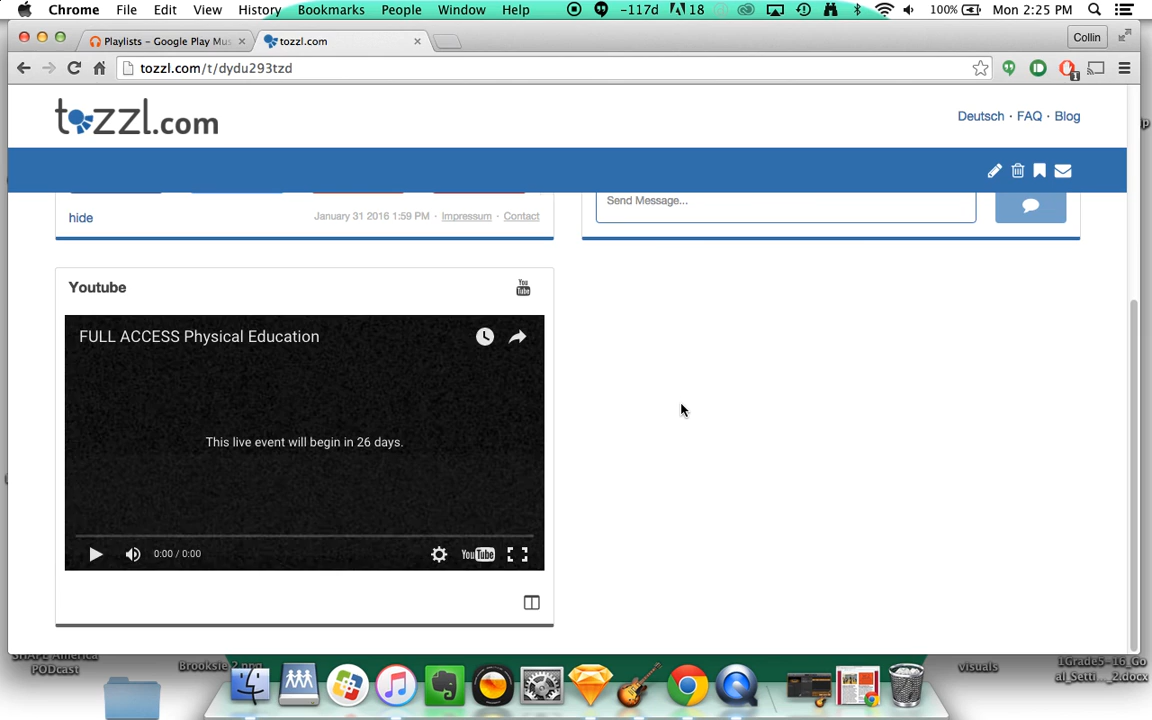 Chrome File Edit View History Bookmarks People Window Help -117d 18 100% Mon 2:25 PM
Playlists - Google Play Mus tozzl.com Collin
tozzl.com/t/dydu293tzd
tozzl.com Deutsch · FAQ · Blog
hide January 31 2016 1:59 PM · Impressum · Contact
Send Message...
Youtube You Tube
FULL ACCESS Physical Education
This live event will begin in 26 days.
0:00 / 0:00 YouTube
SHAPE America
PODcast
Brooksie 2.png
visuals
1Grade5-16_Go
al_Setti..._2.docx